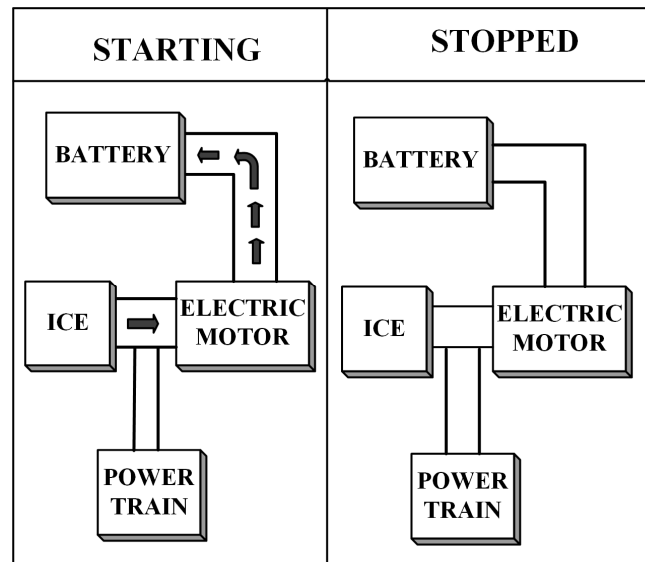 STARTING
STOPPED
BATTERY
ICE
ELECTRIC
MOTOR
POWER
TRAIN
BATTERY
ICE
ELECTRIC
MOTOR
POWER
TRAIN